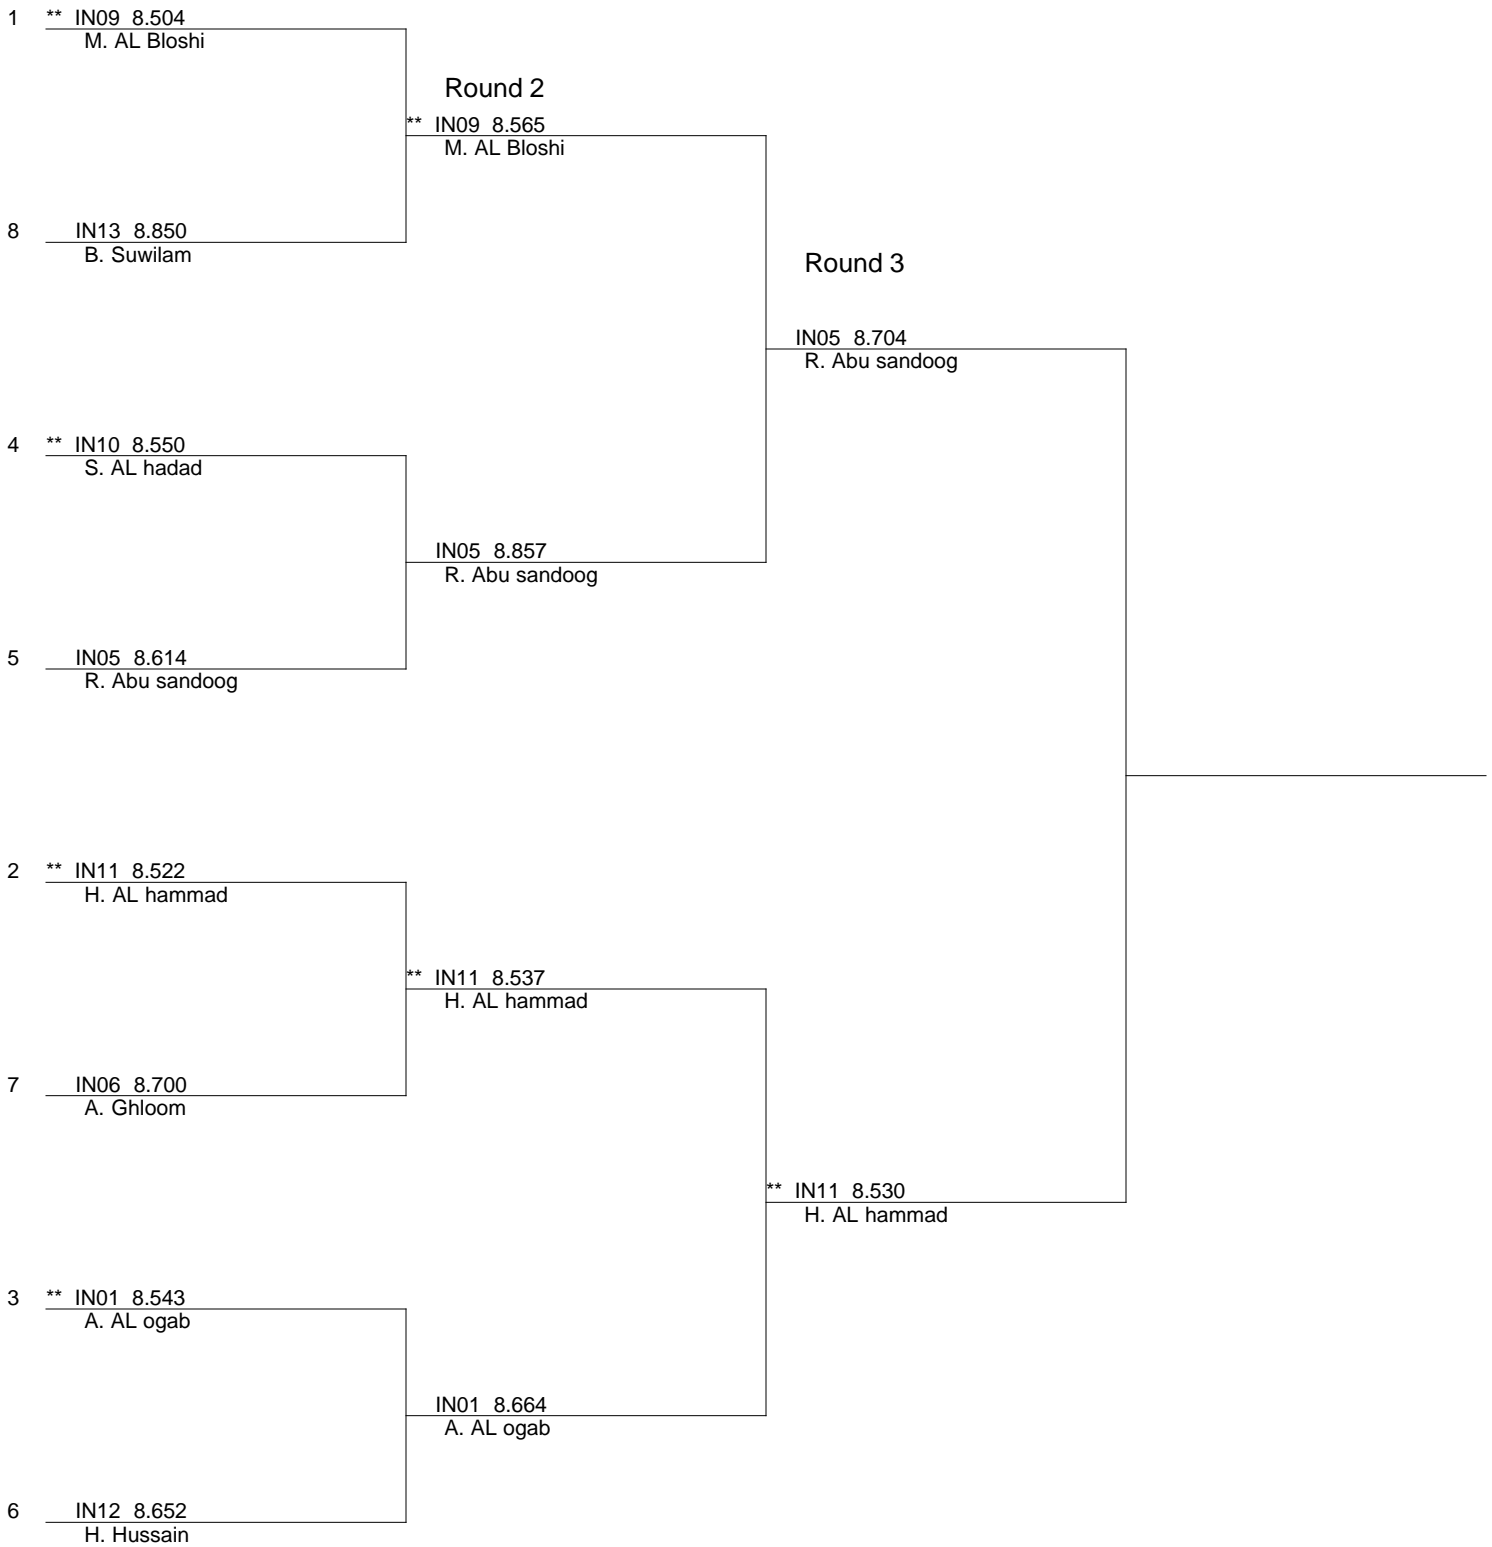 1 ** IN09 8.504
M. AL Bloshi
Round 2
** IN09 8.565
M. AL Bloshi
8 IN13 8.850
B. Suwilam
Round 3
IN05 8.704
R. Abu sandoog
4 ** IN10 8.550
S. AL hadad
IN05 8.857
R. Abu sandoog
5 IN05 8.614
R. Abu sandoog
2 ** IN11 8.522
H. AL hammad
** IN11 8.537
H. AL hammad
7 IN06 8.700
A. Ghloom
** IN11 8.530
H. AL hammad
3 ** IN01 8.543
A. AL ogab
IN01 8.664
A. AL ogab
6 IN12 8.652
H. Hussain